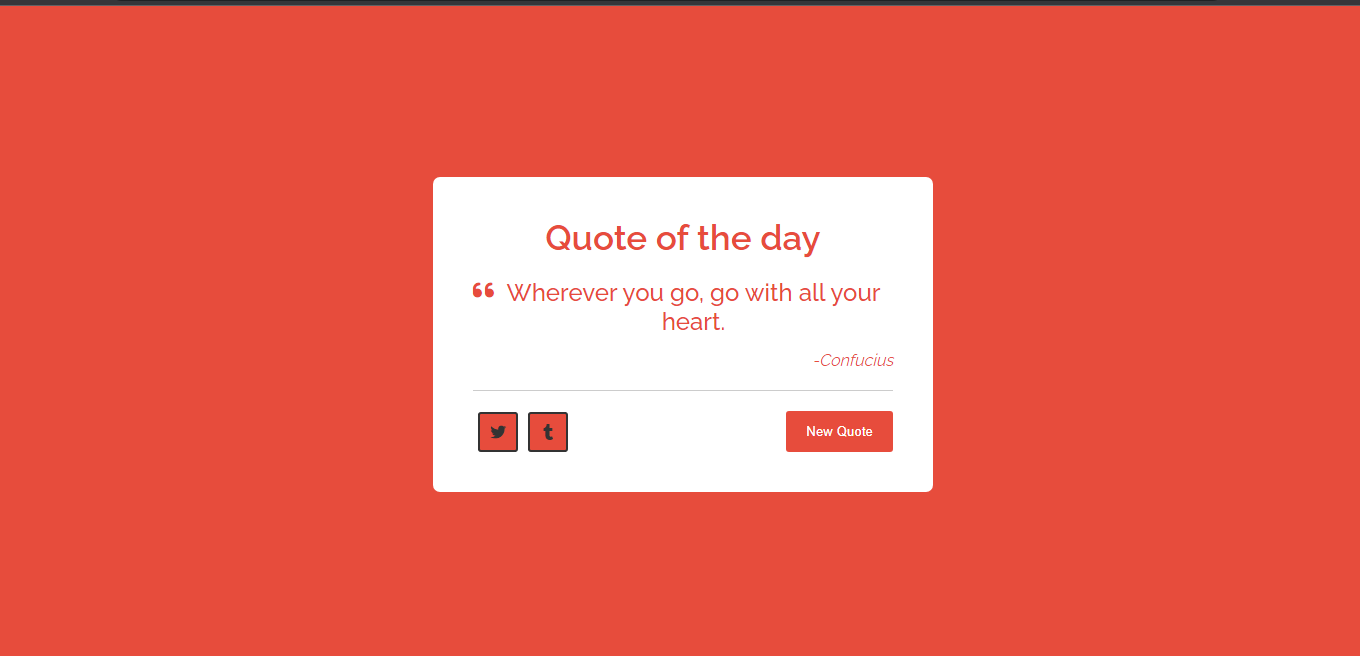 Quote of the day
“ Wherever you go, go with all your
heart.
-Confucius
t
New Quote